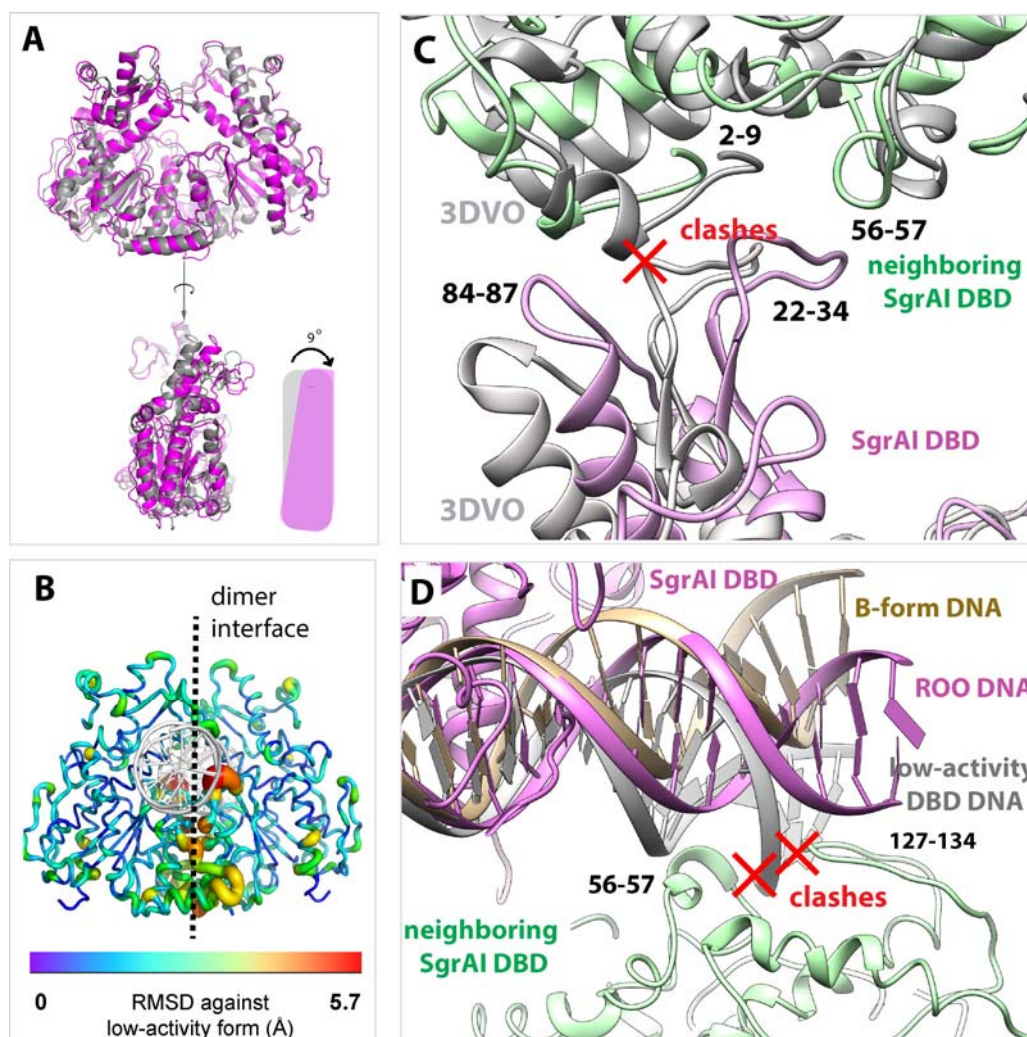 A
9°
B
dimer
interface
0
5.7
RMSD against
low-activity form (Å)
C
2-9
3DVO
clashes
56-57
neighboring
SgrAI DBD
84-87
22-34
SgrAI DBD
3DVO
D
SgrAI DBD
B-form DNA
ROO DNA
low-activity
DBD DNA
127-134
56-57
clashes
neighboring
SgrAI DBD